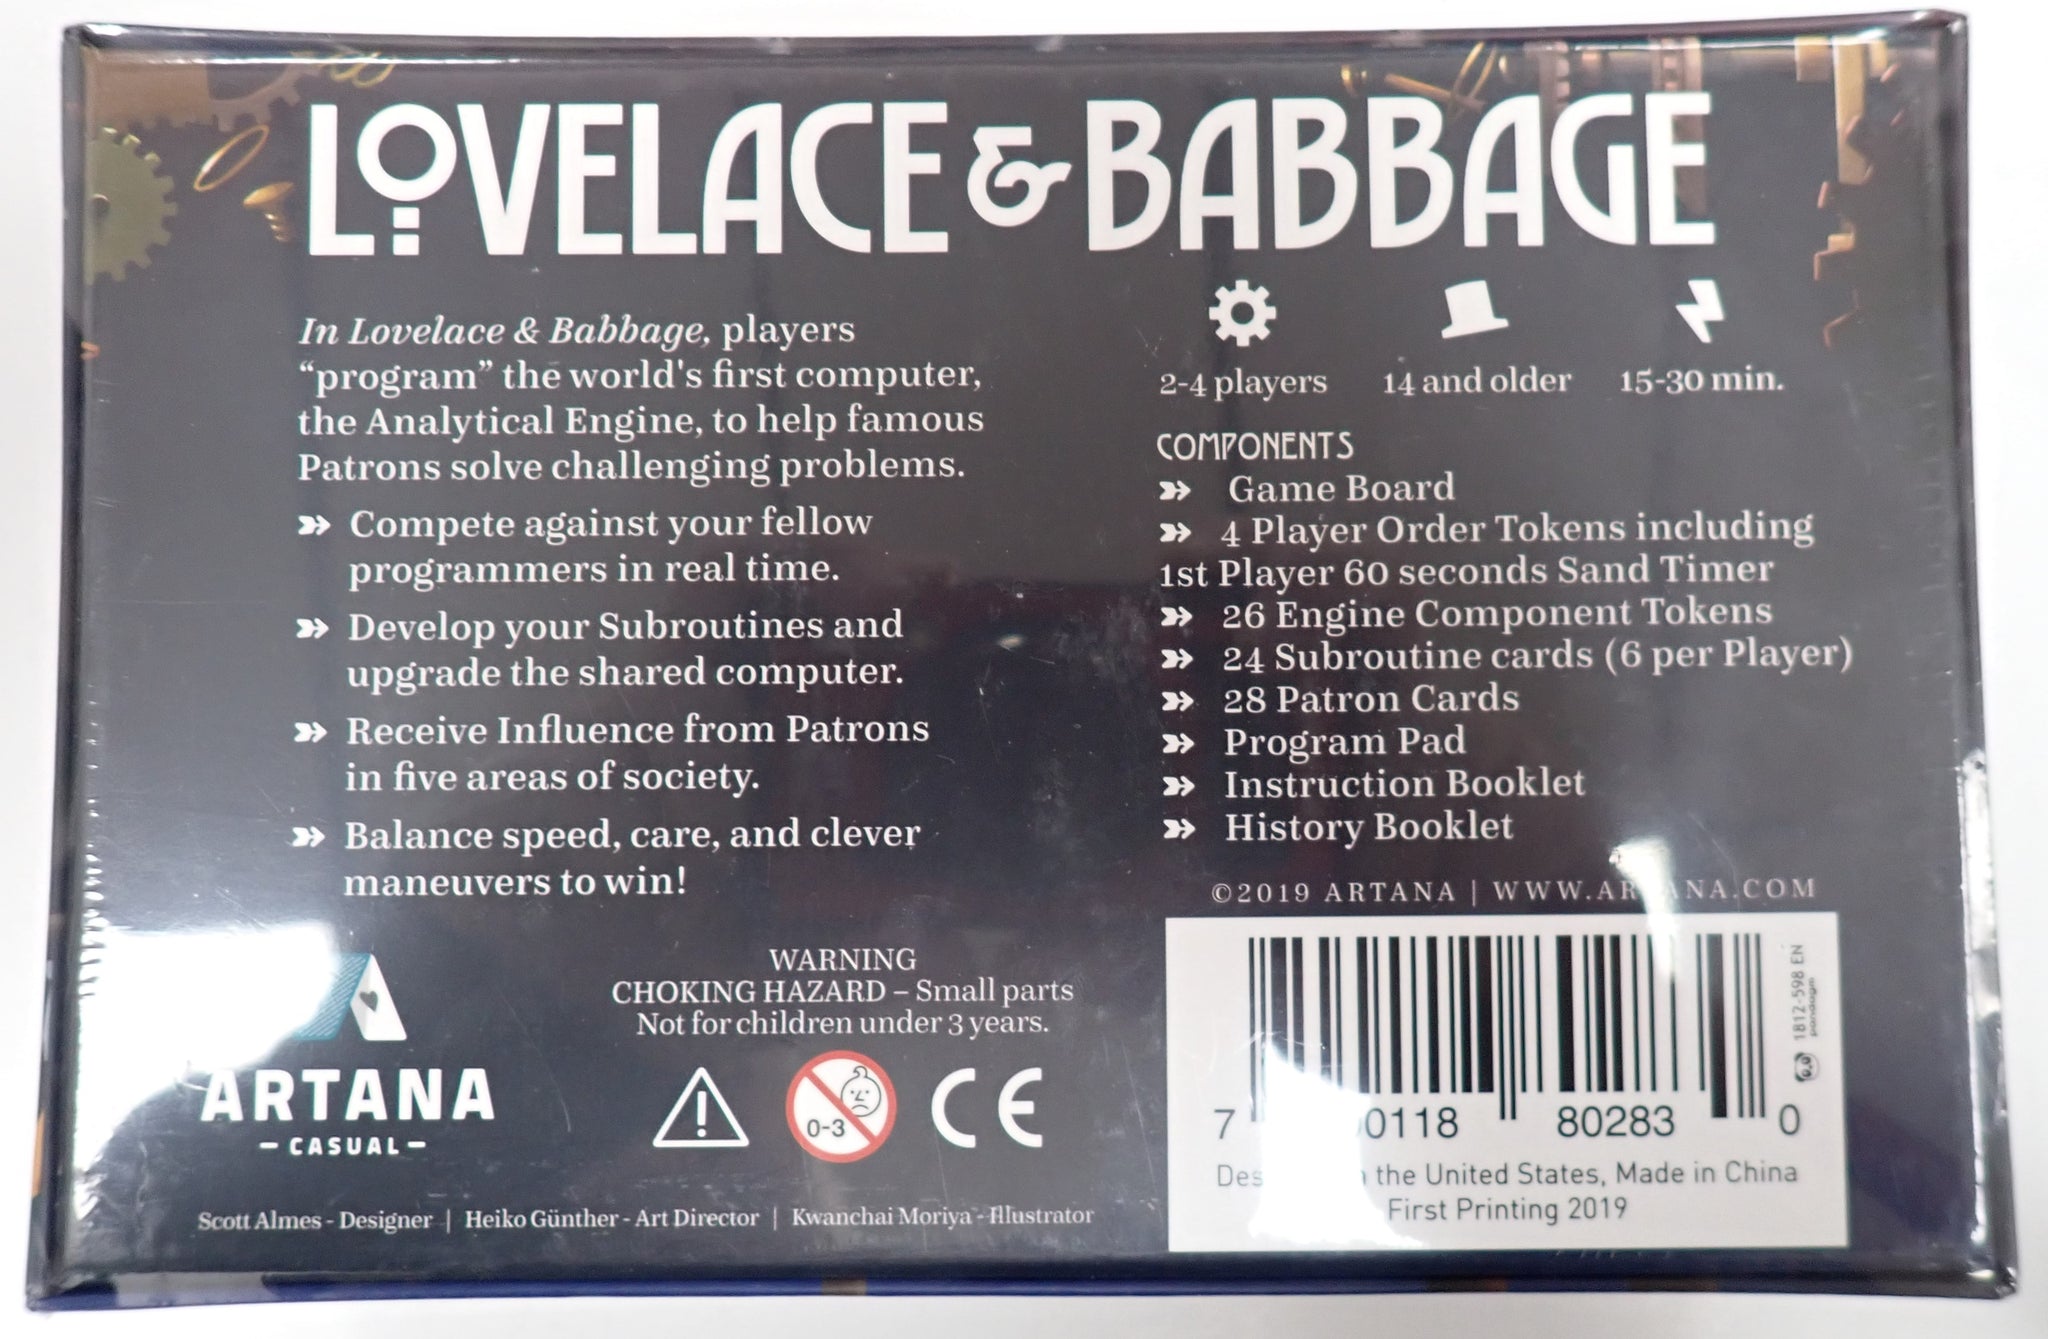 LOVELACE & BABBAGE
In Lovelace & Babbage, players
“program” the world's first computer,
the Analytical Engine, to help famous
Patrons solve challenging problems.
Compete against your fellow
programmers in real time.
Develop your Subroutines and
upgrade the shared computer.
Receive Influence from Patrons
in five areas of society.
Balance speed, care, and clever
maneuvers to win!
2-4 players
14 and older
15-30 min.
COMPONENTS
Game Board
4 Player Order Tokens including
1st Player 60 seconds Sand Timer
26 Engine Component Tokens
24 Subroutine cards (6 per Player)
28 Patron Cards
Program Pad
Instruction Booklet
History Booklet
©2019 ARTANA |
ARTANA
– CASUAL –
WARNING
CHOKING HAZARD – Small parts
Not for children under 3 years.
0-3
CE
Scott Almes - Designer | Heiko Günther - Art Director | Kwanchai Moriya - Illustrator
1812-598 EN
pandagm
7 80283 0
the United States, Made in China
First Printing 2019